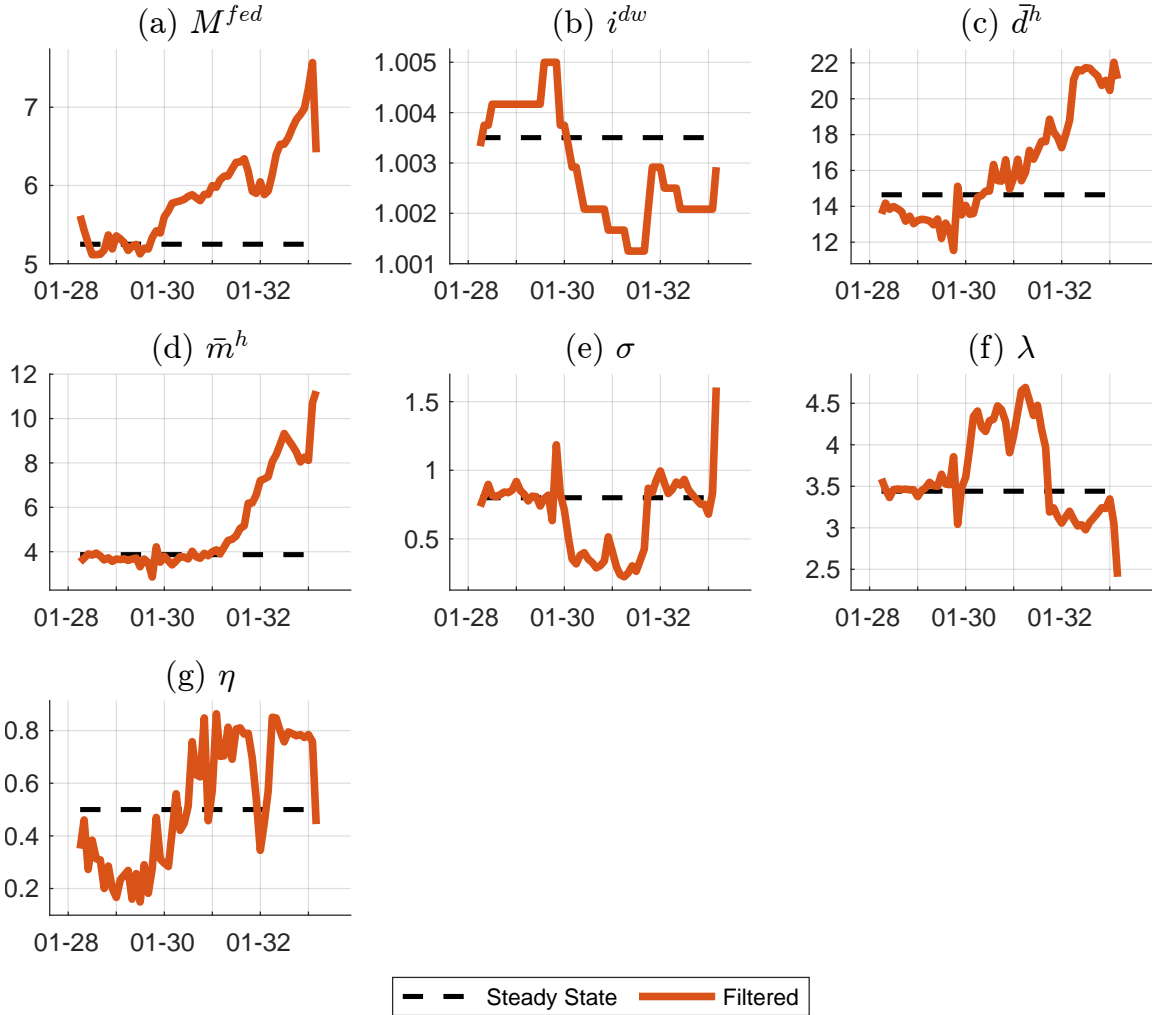 (a) M^{fed}
(b) i^{dw}
(c) d̄^h
7
6
5
01-28 01-30 01-32
1.005
1.004
1.003
1.002
1.001
01-28 01-30 01-32
22
20
18
16
14
12
01-28 01-30 01-32
(d) m̄^h
(e) σ
(f) λ
12
10
8
6
4
01-28 01-30 01-32
1.5
1
0.5
01-28 01-30 01-32
4.5
4
3.5
3
2.5
01-28 01-30 01-32
(g) η
0.8
0.6
0.4
0.2
01-28 01-30 01-32
Steady State Filtered